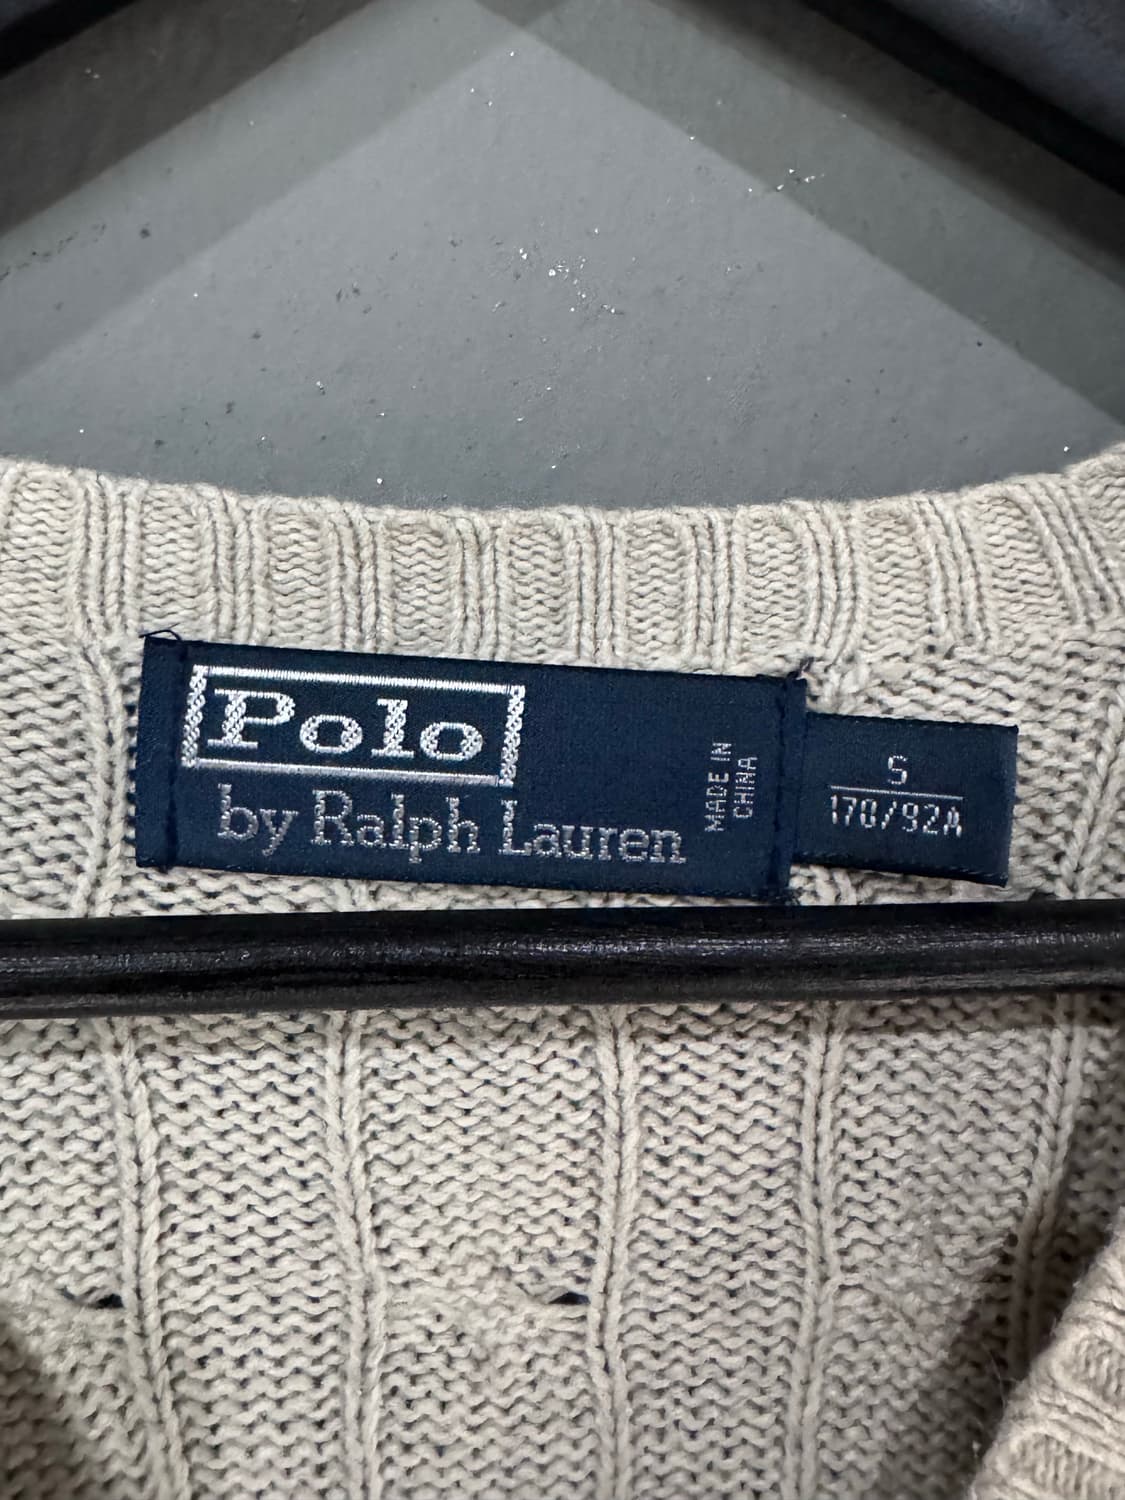 Polo
by Ralph Lauren
MADE IN
CHINA
S
170/92A